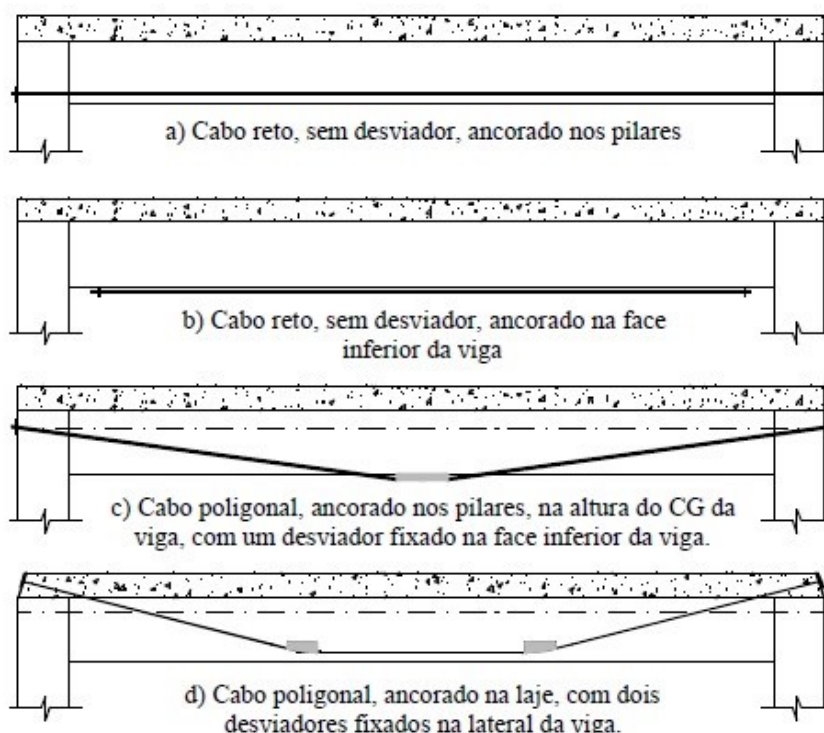 a) Cabo reto, sem desviador, ancorado nos pilares
b) Cabo reto, sem desviador, ancorado na face
inferior da viga
c) Cabo poligonal, ancorado nos pilares, na altura do CG da
viga, com um desviador fixado na face inferior da viga.
d) Cabo poligonal, ancorado na laje, com dois
desviadores fixados na lateral da viga.